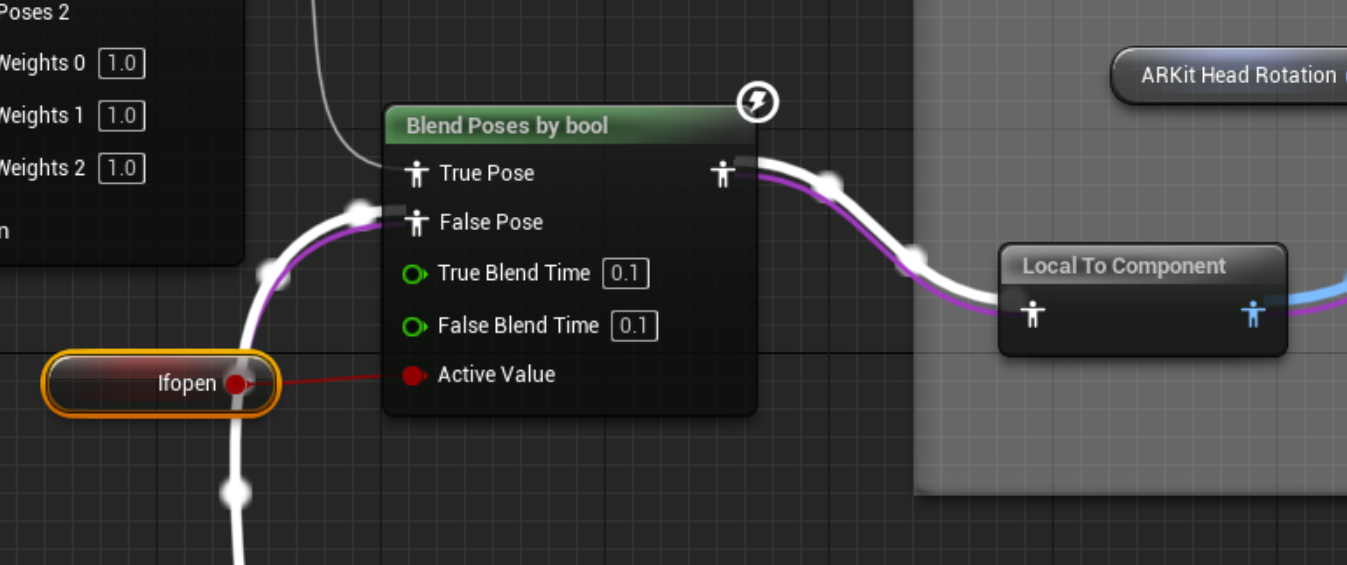 Poses 2
Weights 0 1.0
Weights 1 1.0
Weights 2 1.0
n
Blend Poses by bool
True Pose
False Pose
True Blend Time 0.1
False Blend Time 0.1
Active Value
Ifopen
ARKit Head Rotation
Local To Component